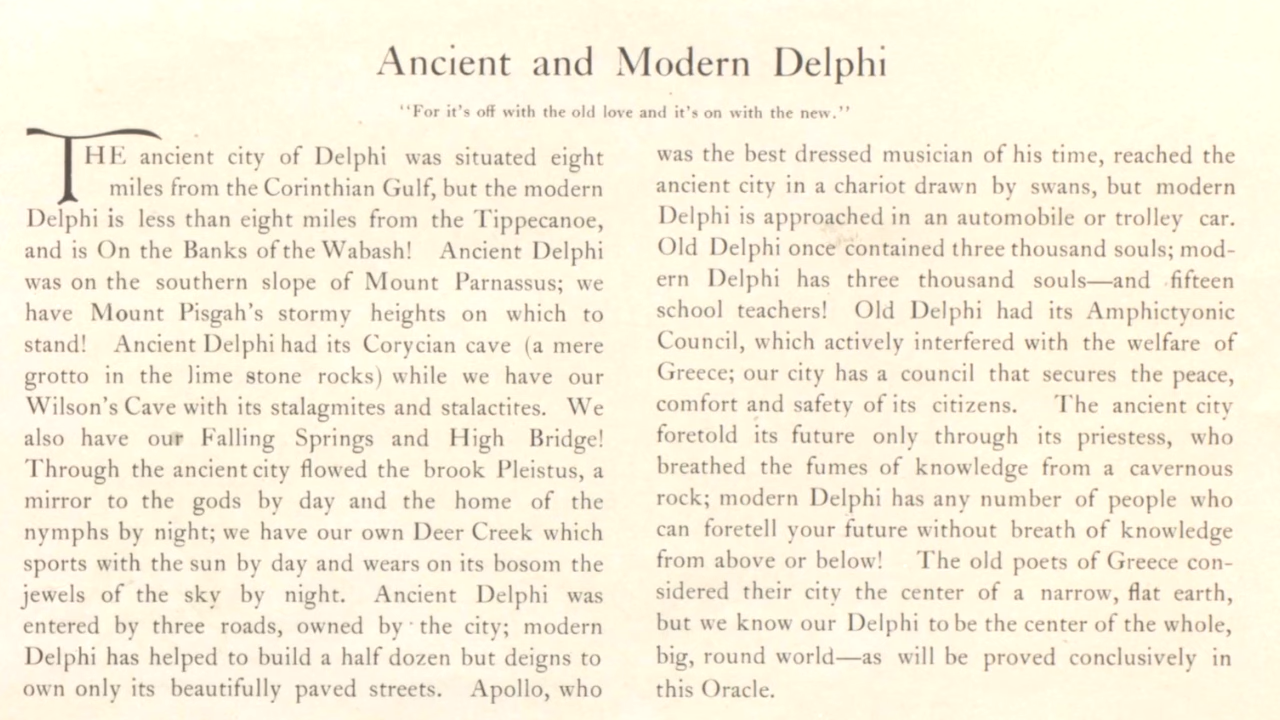 Ancient and Modern Delphi
"For it's off with the old love and it's on with the new."
THE ancient city of Delphi was situated eight
miles from the Corinthian Gulf, but the modern
Delphi is less than eight miles from the Tippecanoe,
and is On the Banks of the Wabash! Ancient Delphi
was on the southern slope of Mount Parnassus; we
have Mount Pisgah's stormy heights on which to
stand! Ancient Delphi had its Corycian cave (a mere
grotto in the lime stone rocks) while we have our
Wilson's Cave with its stalagmites and stalactites. We
also have our Falling Springs and High Bridge!
Through the ancient city flowed the brook Pleistus, a
mirror to the gods by day and the home of the
nymphs by night; we have our own Deer Creek which
sports with the sun by day and wears on its bosom the
jewels of the sky by night. Ancient Delphi was
entered by three roads, owned by the city; modern
Delphi has helped to build a half dozen but deigns to
own only its beautifully paved streets. Apollo, who
was the best dressed musician of his time, reached the
ancient city in a chariot drawn by swans, but modern
Delphi is approached in an automobile or trolley car.
Old Delphi once contained three thousand souls; mod-
ern Delphi has three thousand souls—and fifteen
school teachers! Old Delphi had its Amphictyonic
Council, which actively interfered with the welfare of
Greece; our city has a council that secures the peace,
comfort and safety of its citizens. The ancient city
foretold its future only through its priestess, who
breathed the fumes of knowledge from a cavernous
rock; modern Delphi has any number of people who
can foretell your future without breath of knowledge
from above or below! The old poets of Greece con-
sidered their city the center of a narrow, flat earth,
but we know our Delphi to be the center of the whole,
big, round world—as will be proved conclusively in
this Oracle.